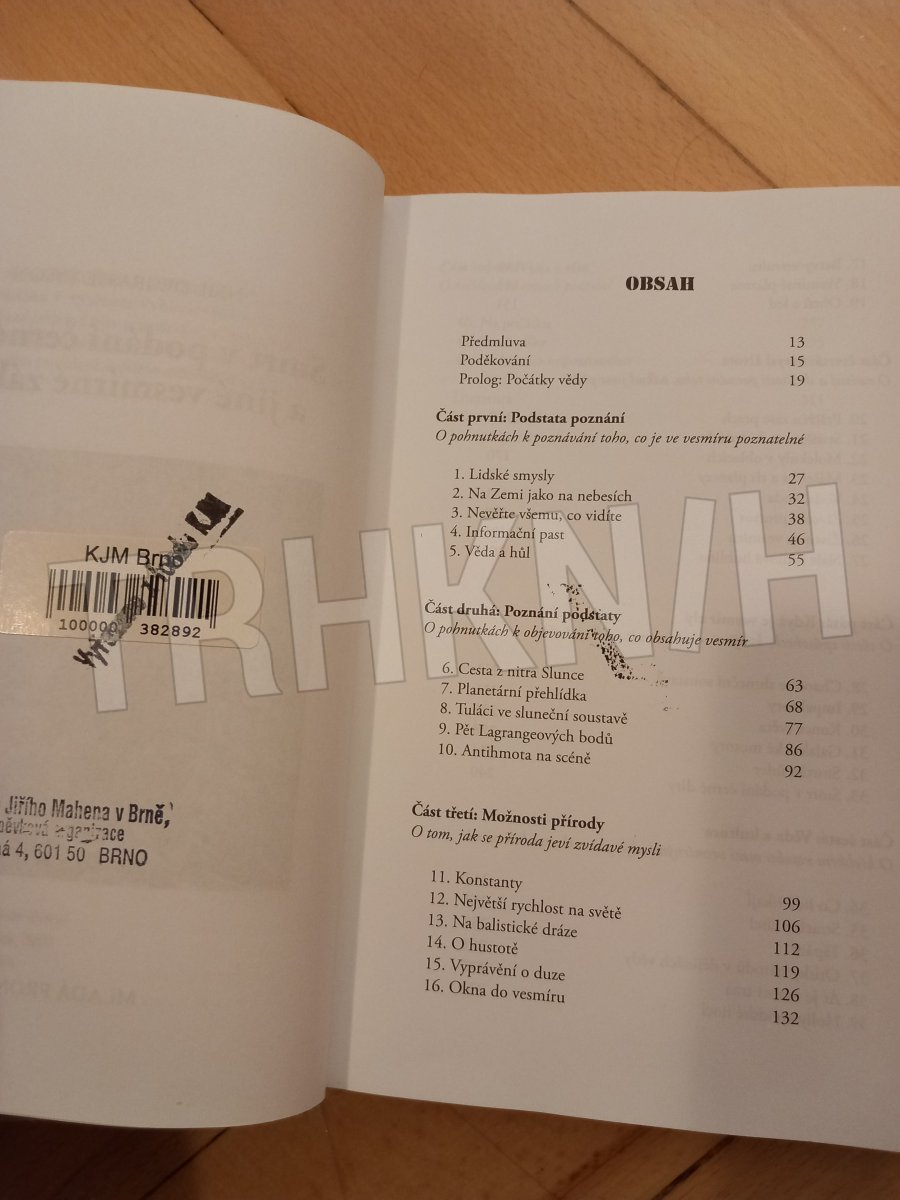 KJM Brno
100000 382892
Jiřího Mahena v Brně,
organizace
4, 601 50 BRNO
OBSAH
Předmluva 13
Poděkování 15
Prolog: Počátky vědy 19
Část první: Podstata poznání
O pohnutkách k poznávání toho, co je ve vesmíru poznatelné
1. Lidské smysly 27
2. Na Zemi jako na nebesích 32
3. Nevěřte všemu, co vidíte 38
4. Informační past 46
5. Věda a hůl 55
Část druhá: Poznání podstaty
O pohnutkách k objevování toho, co obsahuje vesmír
6. Cesta z nitra Slunce 63
7. Planetární přehlídka 68
8. Tuláci ve sluneční soustavě 77
9. Pět Lagrangeových bodů 86
10. Antihmota na scéně 92
Část třetí: Možnosti přírody
O tom, jak se příroda jeví zvídavé mysli
11. Konstanty 99
12. Největší rychlost na světě 106
13. Na balistické dráze 112
14. O hustotě 119
15. Vyprávění o duze 126
16. Okna do vesmíru 132
TRHKNIH